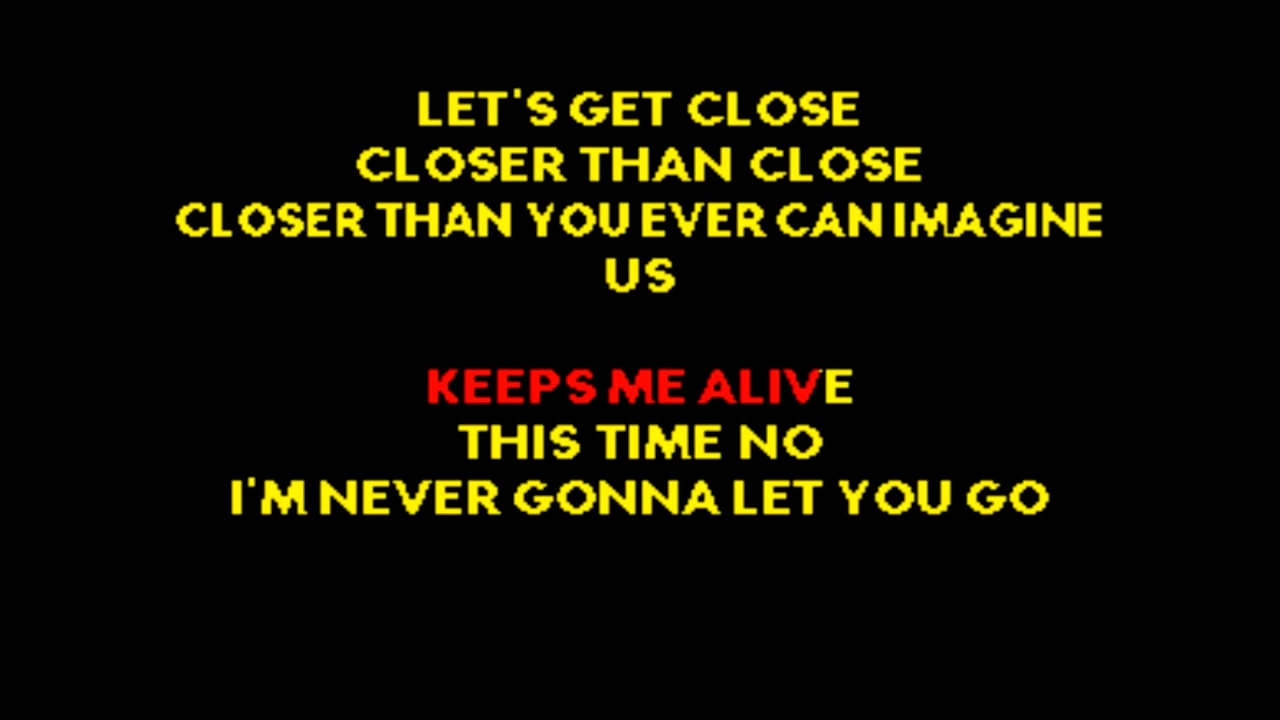 LET'S GET CLOSE
CLOSER THAN CLOSE
CLOSER THAN YOU EVER CAN IMAGINE
US
KEEPS ME ALIVE
THIS TIME NO
I'M NEVER GONNA LET YOU GO